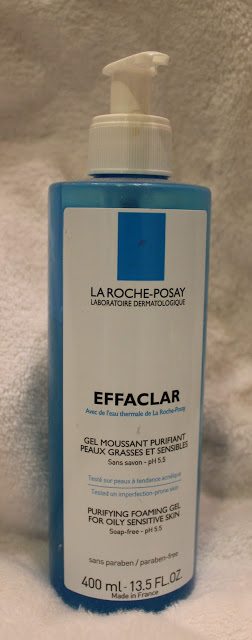 LA ROCHE-POSAY
LABORATOIRE DERMATOLOGIQUE
EFFACLAR
Avec de l'eau thermale de La Roche-Posay
GEL MOUSSANT PURIFIANT
PEAUX GRASSES ET SENSIBLES
Sans savon - pH 5.5
Testé sur peaux à tendance acnéique
Tested on imperfection-prone skin
PURIFYING FOAMING GEL
FOR OILY SENSITIVE SKIN
Soap-free - pH 5.5
sans paraben / paraben-free
400 ml - 13.5 FL.OZ
Made in France